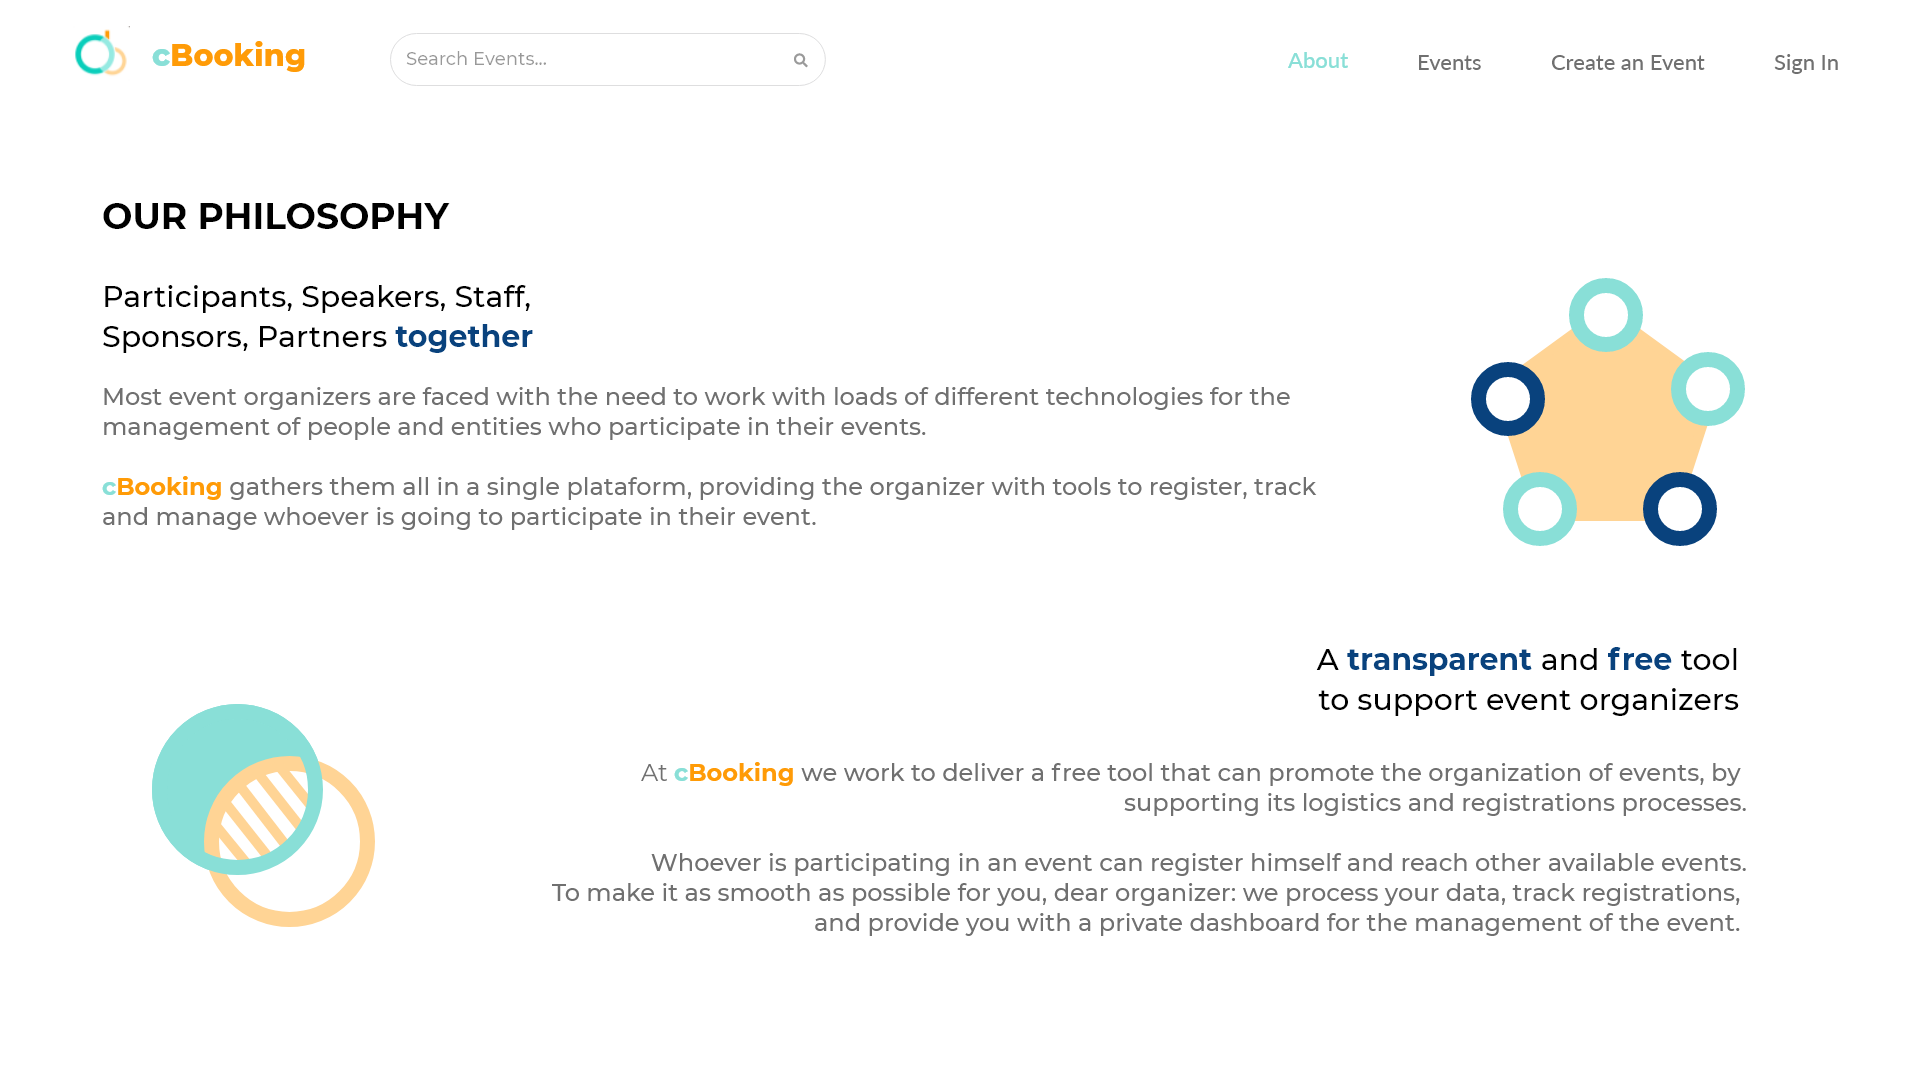 cBooking
Search Events...
About
Events
Create an Event
Sign In
OUR PHILOSOPHY
Participants, Speakers, Staff,
Sponsors, Partners together
Most event organizers are faced with the need to work with loads of different technologies for the
management of people and entities who participate in their events.
cBooking gathers them all in a single plataform, providing the organizer with tools to register, track
and manage whoever is going to participate in their event.
A transparent and free tool
to support event organizers
At cBooking we work to deliver a free tool that can promote the organization of events, by
supporting its logistics and registrations processes.
Whoever is participating in an event can register himself and reach other available events.
To make it as smooth as possible for you, dear organizer: we process your data, track registrations,
and provide you with a private dashboard for the management of the event.